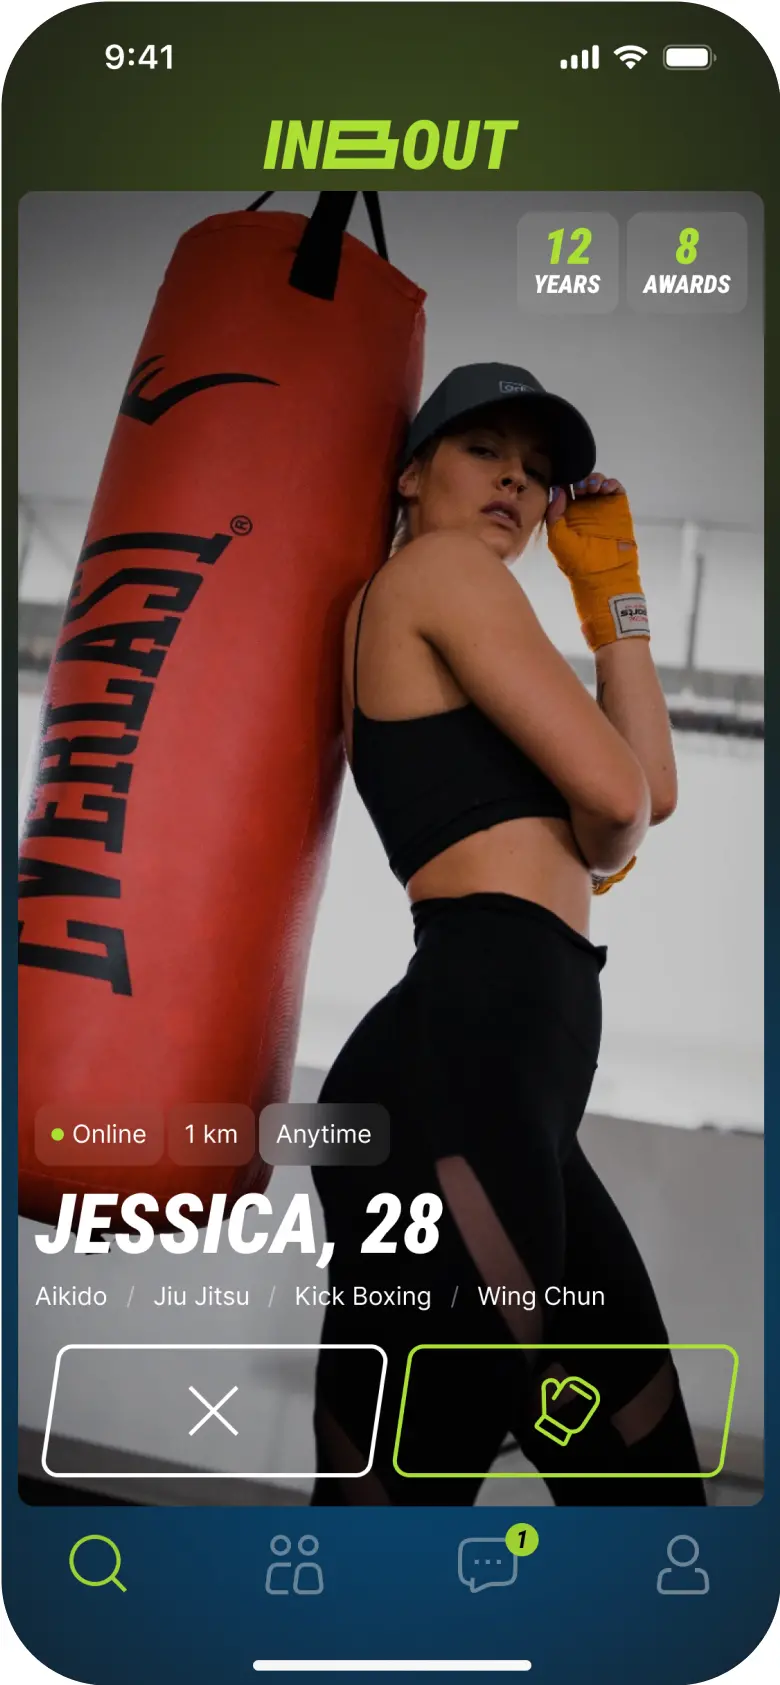 9:41
INBOUT
12
YEARS
8
AWARDS
EVERLAST®
Online
1 km
Anytime
JESSICA, 28
Aikido / Jiu Jitsu / Kick Boxing / Wing Chun
1